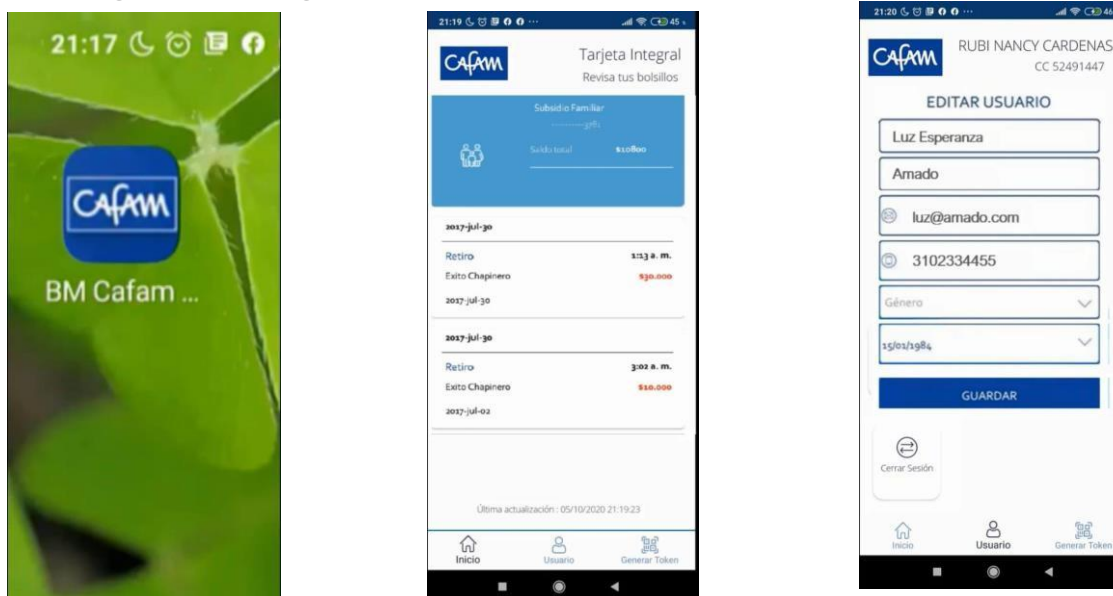 21:17
CAFAM
BM Cafam ...
21:19 ... 45
CAFAM
Tarjeta Integral
Revisa tus bolsillos
Subsidio Familiar
Saldo total $10800
2017-jul-30
Retiro 1:13 a. m.
Exito Chapinero $30.000
2017-jul-30
2017-jul-30
Retiro 3:02 a. m.
Exito Chapinero $10.000
2017-jul-02
Última actualización : 05/10/2020 21:19:23
Inicio Usuario Generar Token
21:20 ... 46
CAFAM
RUBI NANCY CARDENAS
CC 52491447
EDITAR USUARIO
Luz Esperanza
Amado
luz@amado.com
3102334455
Género
15/01/1984
GUARDAR
Cerrar Sesión
Inicio Usuario Generar Token